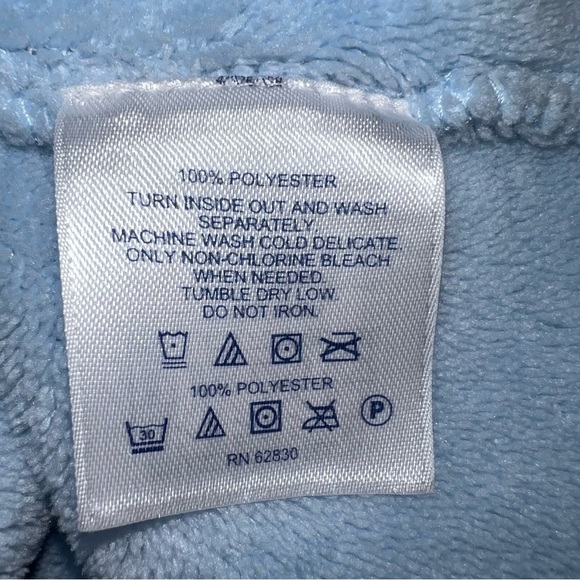 100% POLYESTER
TURN INSIDE OUT AND WASH
SEPARATELY
MACHINE WASH COLD DELICATE
ONLY NON-CHLORINE BLEACH
WHEN NEEDED.
TUMBLE DRY LOW.
DO NOT IRON.
100% POLYESTER
30 P
RN 62830